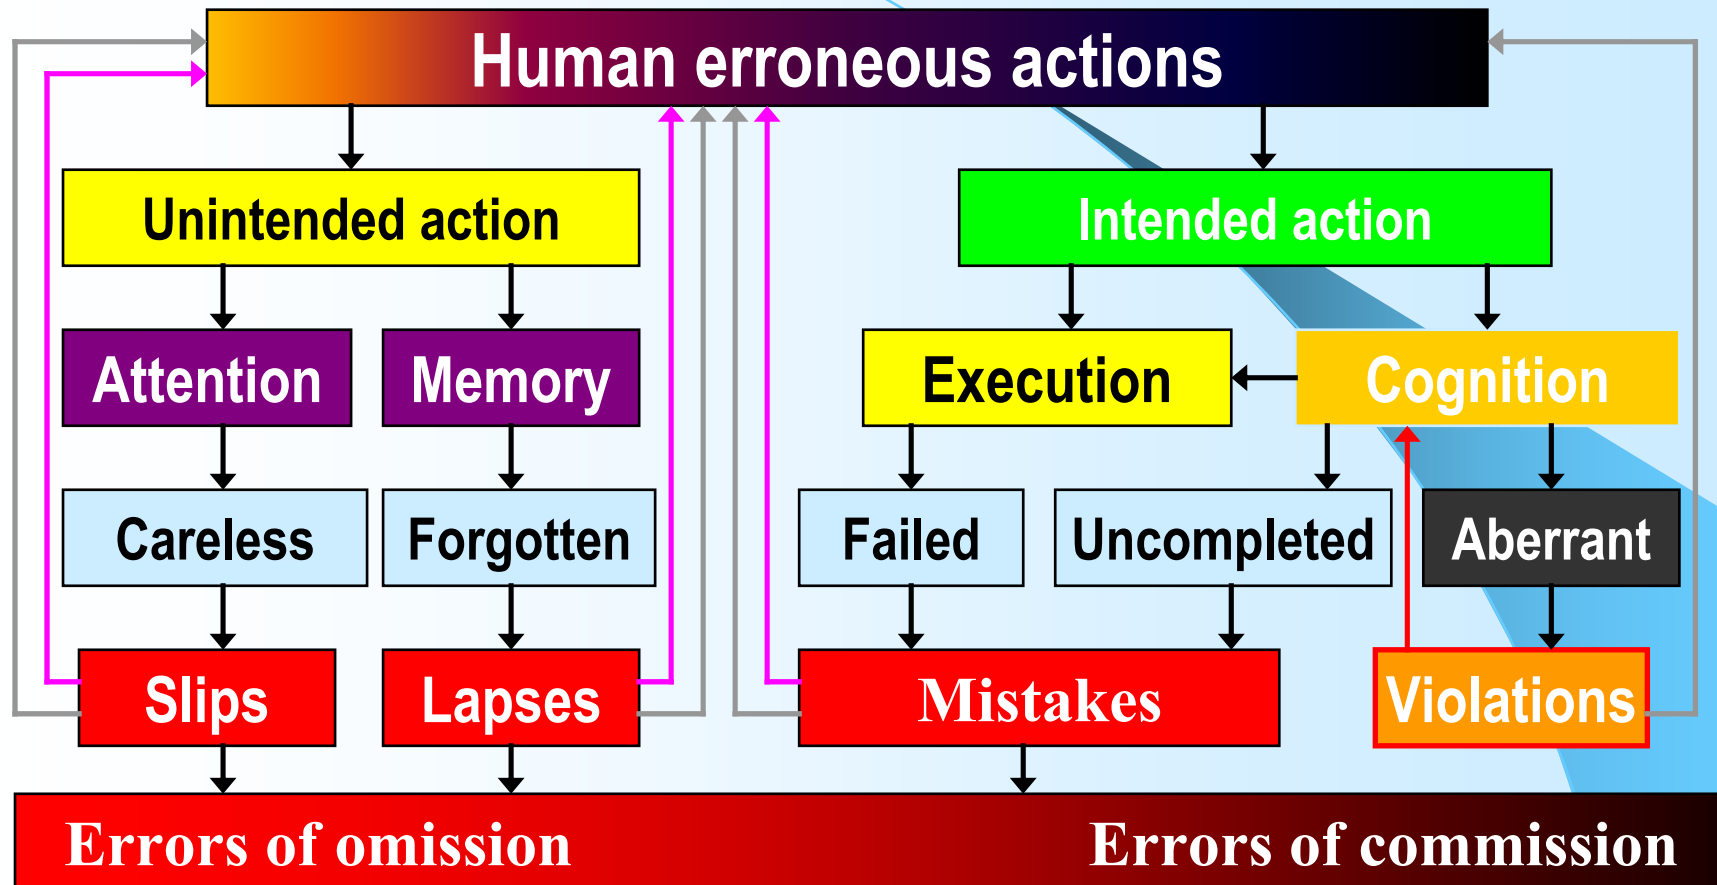 Human erroneous actions
Unintended action
Intended action
Attention
Memory
Execution
Cognition
Careless
Forgotten
Failed
Uncompleted
Aberrant
Slips
Lapses
Mistakes
Violations
Errors of omission
Errors of commission